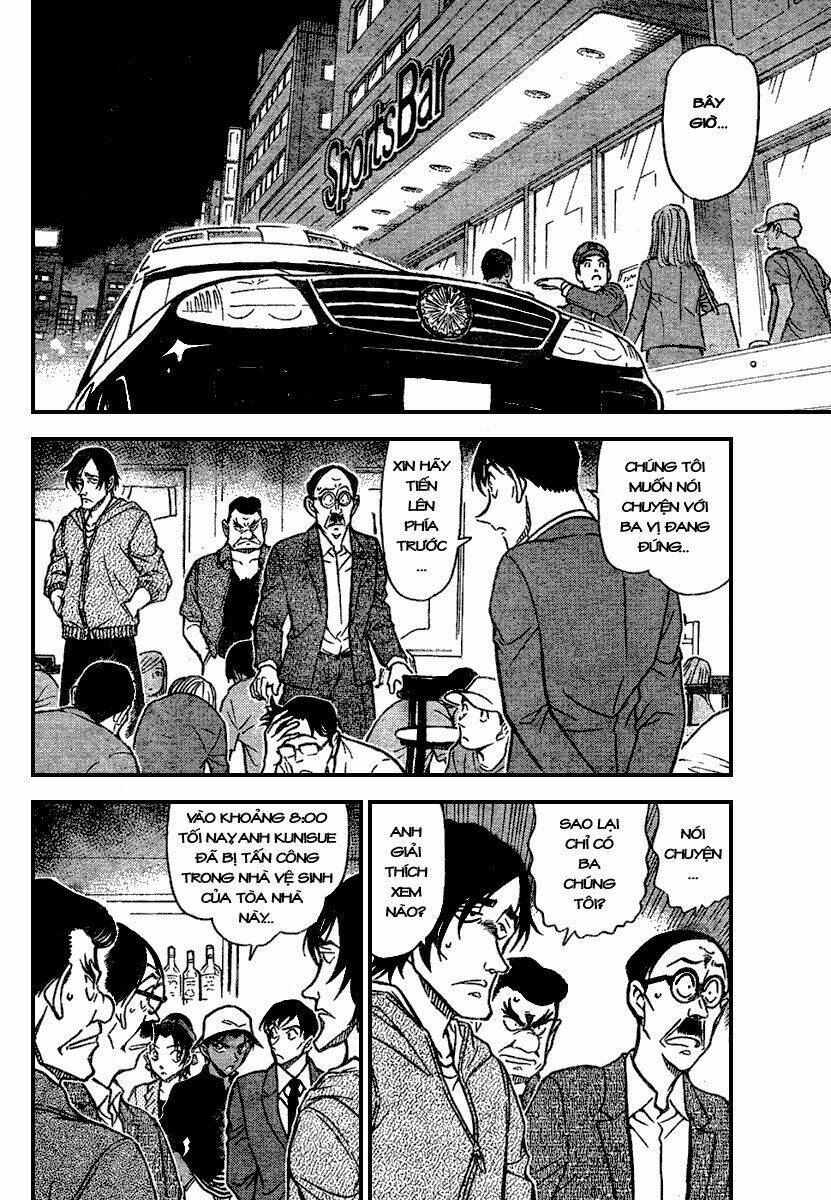 BÂY
GIỜ...
SportsBar
CHÚNG TÔI
MUỐN NÓI
CHUYỆN VỚI
BA VỊ ĐANG
ĐỨNG...
XIN HÃY
TIẾN
LÊN
PHÍA
TRƯỚC
...
NÓI
CHUYỆN
...
SAO LẠI
CHỈ CÓ
BA
CHÚNG
TÔI?
ANH
GIẢI
THÍCH
XEM
NÀO?
VÀO KHOẢNG 8:00
TỐI NAY, ANH KUNISUE
ĐÃ BỊ TẤN CÔNG
TRONG NHÀ VỆ SINH
CỦA TÒA NHÀ
NÀY...